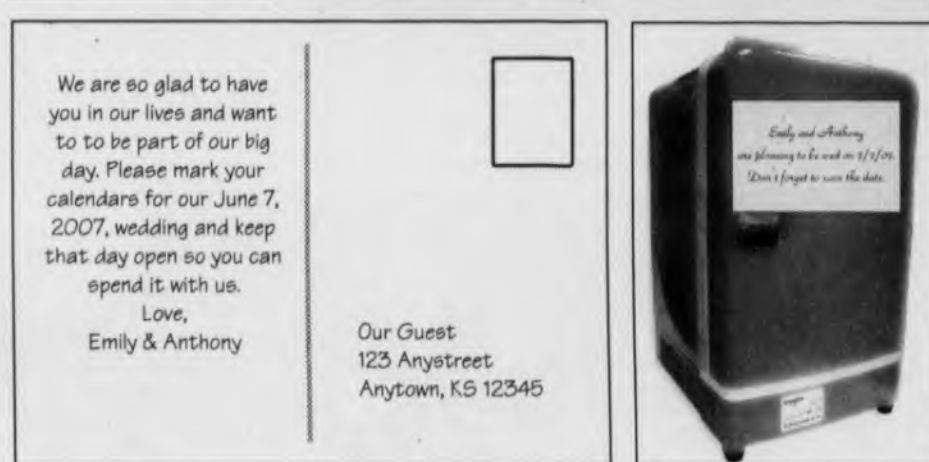 We are so glad to have
you in our lives and want
to to be part of our big
day. Please mark your
calendars for our June 7,
2007, wedding and keep
that day open so you can
spend it with us.
Love,
Emily & Anthony
Our Guest
123 Anystreet
Anytown, KS 12345
Emily and Anthony
are planning to be wed on
Don't forget to save the date.